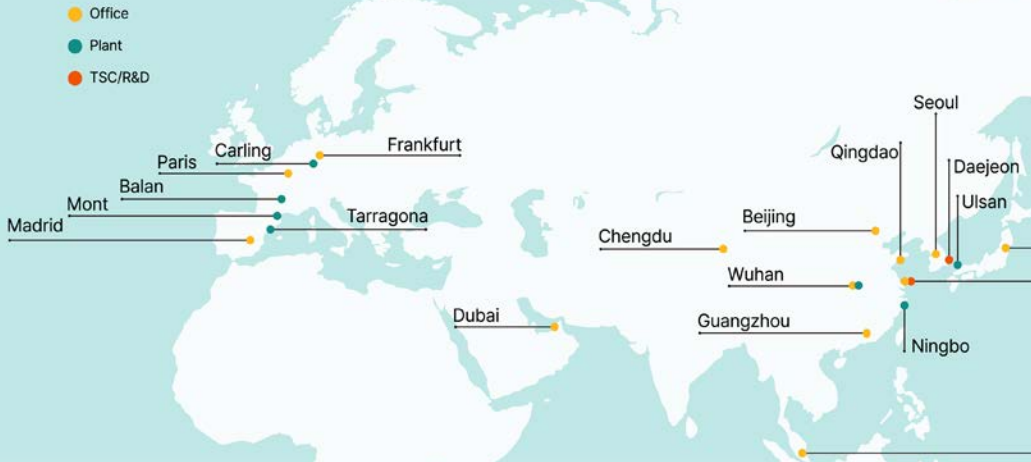 Office
Plant
TSC/R&D
Seoul
Frankfurt
Carling
Qingdao
Paris
Daejeon
Balan
Ulsan
Mont
Tarragona
Beijing
Madrid
Chengdu
Wuhan
Dubai
Guangzhou
Ningbo